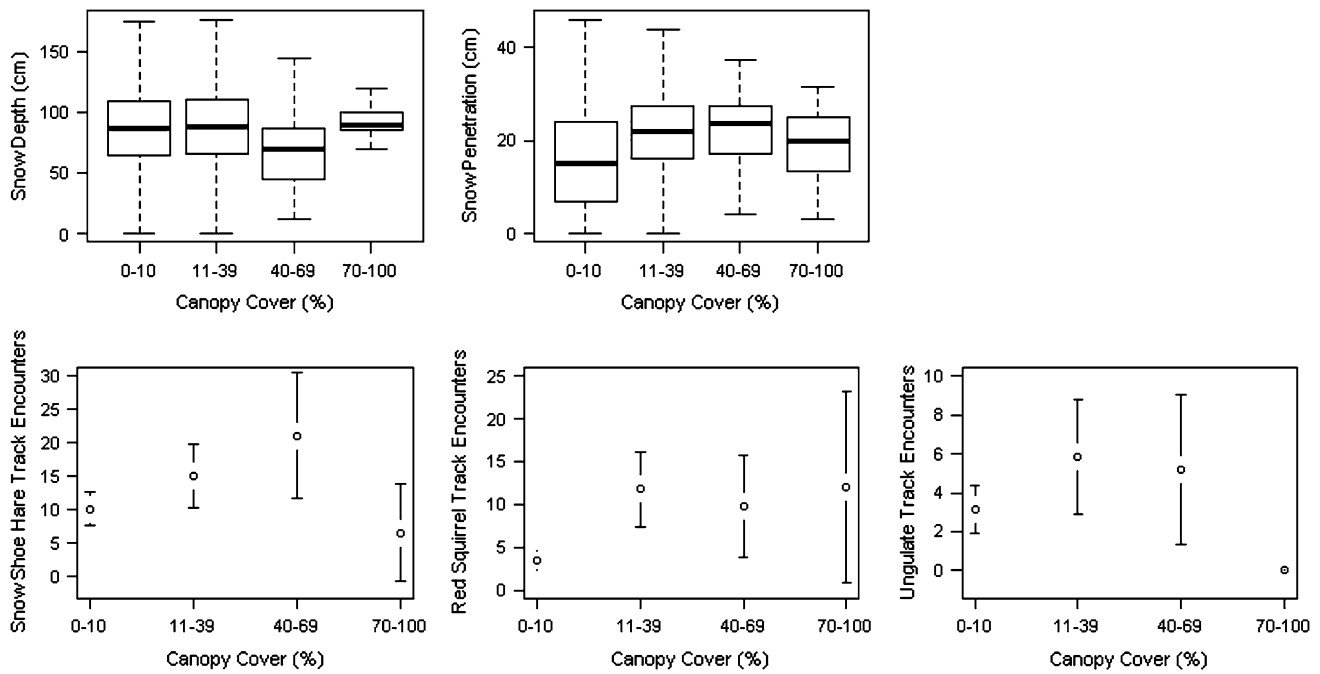 Snow Depth (cm)
150
100
50
0
0-10 11-39 40-69 70-100
Canopy Cover (%)
Snow Penetration (cm)
40
20
0
0-10 11-39 40-69 70-100
Canopy Cover (%)
SnowShoe Hare Track Encounters
30
25
20
15
10
5
0
0-10 11-39 40-69 70-100
Canopy Cover (%)
Red Squirrel Track Encounters
25
20
15
10
5
0
0-10 11-39 40-69 70-100
Canopy Cover (%)
Ungulate Track Encounters
10
8
6
4
2
0
0-10 11-39 40-69 70-100
Canopy Cover (%)